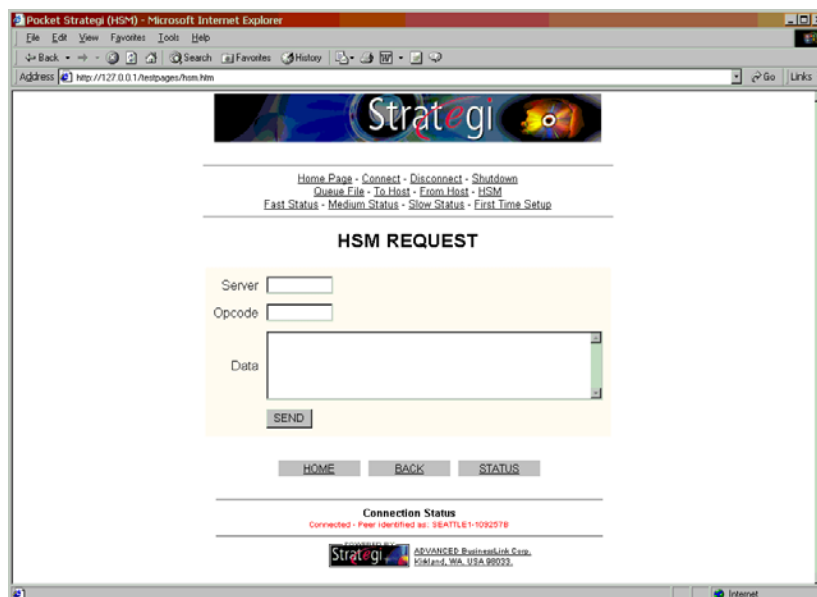 Pocket Strategi (HSM) - Microsoft Internet Explorer
File Edit View Favorites Tools Help
Back Search Favorites History
Address http://127.0.0.1/testpages/hsm.htm Go Links
Strategi
Home Page - Connect - Disconnect - Shutdown
Queue File - To Host - From Host - HSM
Fast Status - Medium Status - Slow Status - First Time Setup
HSM REQUEST
Server
Opcode
Data
SEND
HOME BACK STATUS
Connection Status
Connected - Peer identified as: SEATTLE1-109257B
POWERED BY
Strategi
ADVANCED BusinessLink Corp.
Kirkland, WA, USA 98033.
Internet